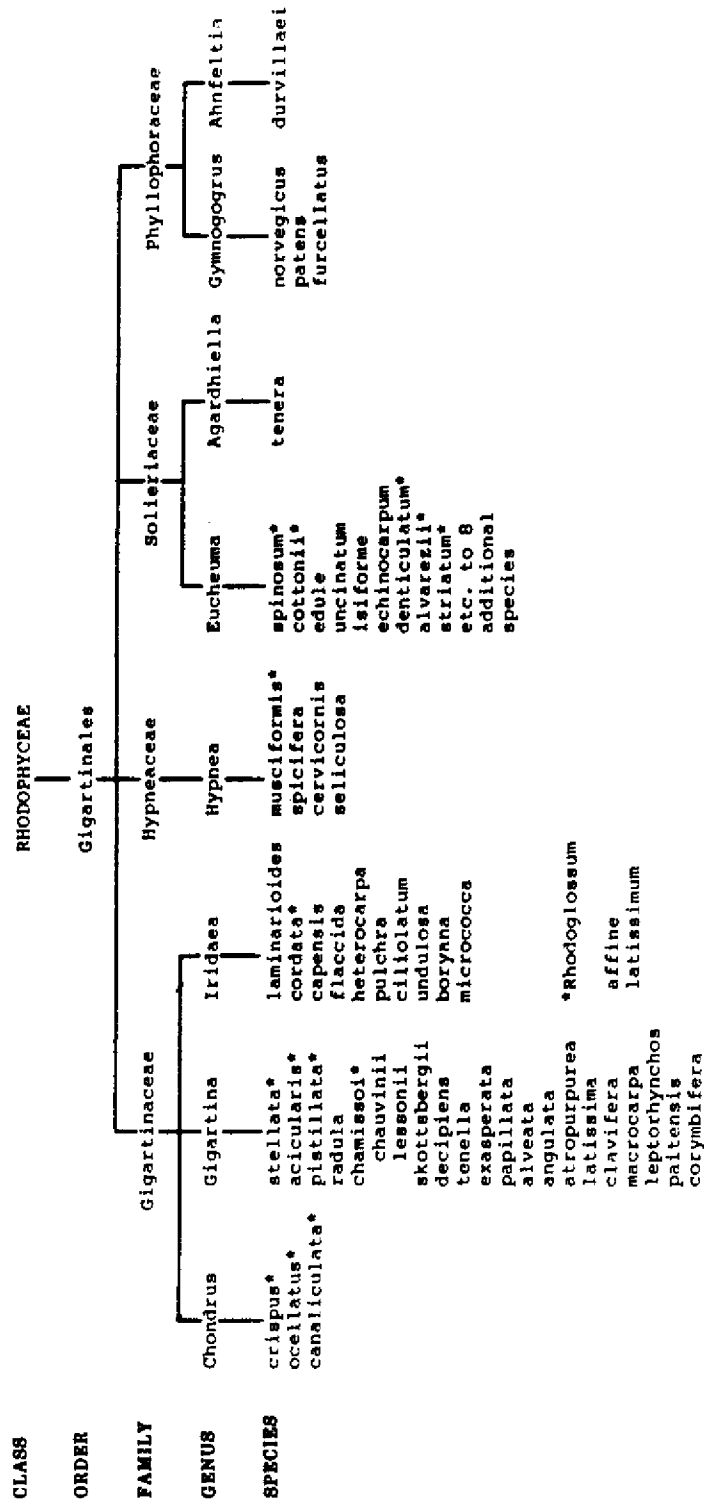 CLASS
RHODOPHYCEAE
ORDER
Gigartinales
FAMILY
Gigartinaceae
Hypneaceae
Solieriaceae
Phyllophoraceae
GENUS
Chondrus
Gigartina
Iridaea
Hypnea
Eucheuma
Agardhiella
Gymnogogrus
Ahnfeltia
SPECIES
crispus*
ocellatus*
canaliculata*
stellata*
acicularis*
pistillata*
radula
chamissoi*
chauvinii
lessonii
skottsbergii
decipiens
tenella
exasperata
papillata
alveata
angulata
atropurpurea
latissima
clavifera
macrocarpa
leptorhynchos
paitensis
corymbifera
laminarioides
cordata*
capensis
flaccida
heterocarpa
pulchra
ciliolatum
undulosa
boryana
micrococca
*Rhodoglossum
affine
latissimum
musciformis*
spicifera
cervicornis
seliculosa
spinosum*
cottonii*
edule
uncinatum
isiforme
echinocarpum
denticulatum*
alvarezii*
striatum*
etc. to 8
additional
species
tenera
norvegicus
patens
furcellatus
durvillaei